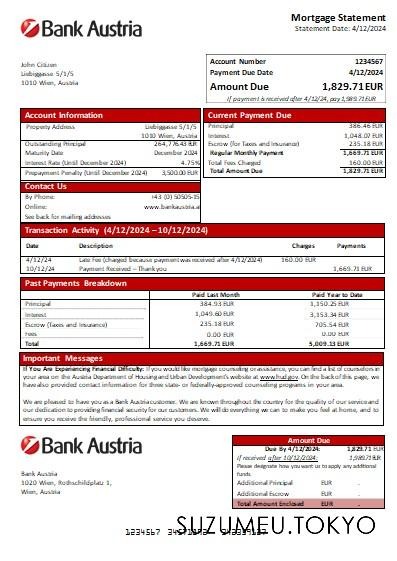 Bank Austria
Mortgage Statement
Statement Date: 4/12/2024
John Citizen
Liebiggasse 5/1/5
1010 Wien, Austria
Account Number 1234567
Payment Due Date 4/12/2024
Amount Due 1,829.71 EUR
If payment is received after 4/12/24, pay 1,989.71 EUR
Account Information
Property Address Liebiggasse 5/1/5
1010 Wien, Austria
Outstanding Principal 264,776.43 EUR
Maturity Date December 2024
Interest Rate (Until December 2024) 4.75%
Prepayment Penalty (Until December 2024) 3,500.00 EUR
Contact Us
By Phone: +43 (0) 50505-15
Online: www.bankaustria.at
See back for mailing addresses
Current Payment Due
Principal 386.46 EUR
Interest 1,048.07 EUR
Escrow (for Taxes and Insurance) 235.18 EUR
Regular Monthly Payment 1,669.71 EUR
Total Fees Charged 160.00 EUR
Total Amount Due 1,829.71 EUR
Transaction Activity (4/12/2024 – 10/12/2024)
Date Description Charges Payments
4/12/24 Late Fee (charged because payment was received after 4/12/2024) 160.00 EUR
10/12/24 Payment Received – Thank you 1,669.71 EUR
Past Payments Breakdown
Paid Last Month Paid Year to Date
Principal 384.93 EUR 1,150.25 EUR
Interest 1,049.60 EUR 3,153.34 EUR
Escrow (Taxes and Insurance) 235.18 EUR 705.54 EUR
Fees 0.00 EUR 0.00 EUR
Total 1,669.71 EUR 5,009.13 EUR
Important Messages
If You Are Experiencing Financial Difficulty: If you would like mortgage counseling or assistance, you can find a list of counselors in
your area on the Austria Department of Housing and Urban Development's website at www.hud.gov. On the back of this page, we
have also provided contact information for three state- or federally-approved counseling programs in your area.
We are pleased to have you as a Bank Austria customer. We are known throughout the country for the quality of our service and
our dedication to providing financial security for our customers. We will do everything we can to make you feel at home, and to
ensure you receive the friendly, professional service you deserve.
Bank Austria
Bank Austria
1020 Wien, Rothschildplatz 1,
Wien, Austria
Amount Due
Due By 4/12/2024: 1,829.71 EUR
If received after 10/12/2024: 1,989.71 EUR
Please designate how you want us to apply any additional
funds.
Additional Principal EUR .
Additional Escrow EUR .
Total Amount Enclosed EUR .
1234567
SUZUMEU.TOKYO